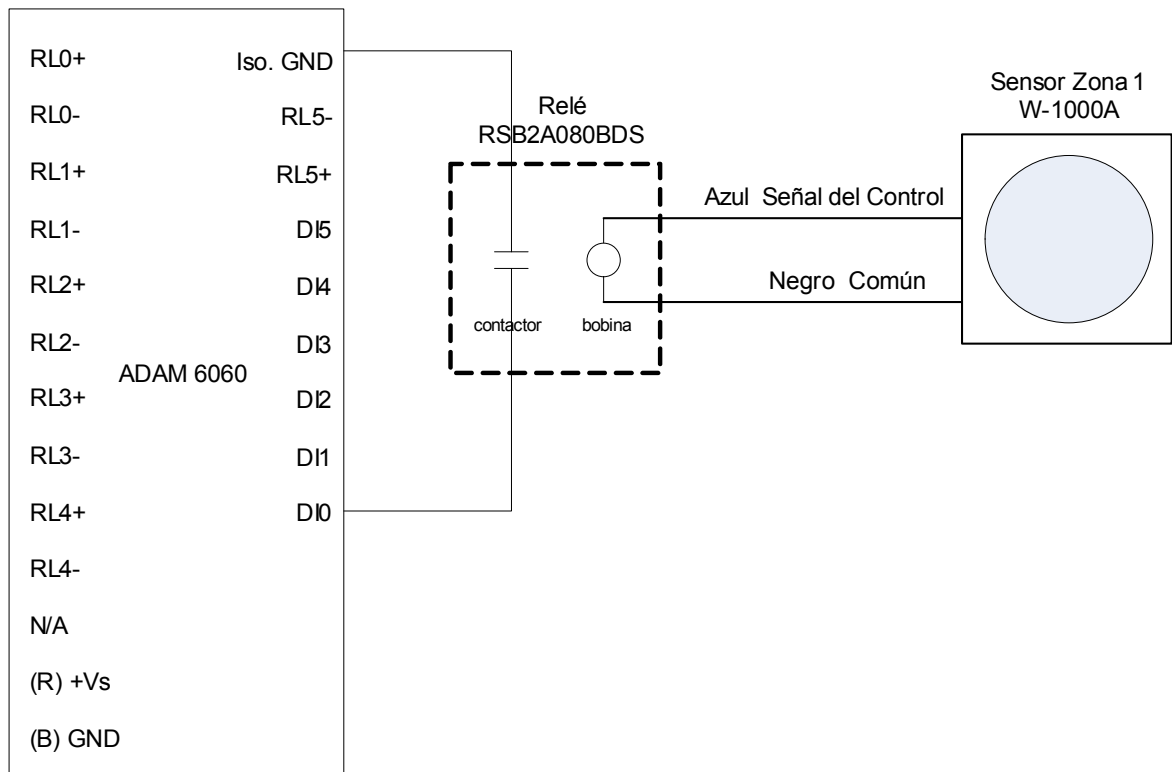 RL0+
RL0-
RL1+
RL1-
RL2+
RL2-
RL3+
RL3-
RL4+
RL4-
N/A
(R) +Vs
(B) GND
ADAM 6060
Iso. GND
RL5-
RL5+
DI5
DI4
DI3
DI2
DI1
DI0
Relé
RSB2A080BDS
contactor
bobina
Azul Señal del Control
Negro Común
Sensor Zona 1
W-1000A